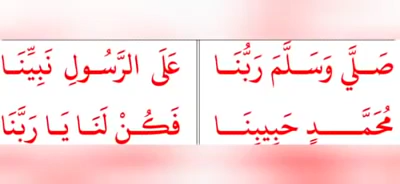 صَلَّي وَسَلَّمَ رَبُّنَا عَلَى الرَّسُولِ نَبِيِّنَا
مُحَمَّدٍ حَبِيبِنَا فَكُنْ لَنَا يَا رَبَّنَا